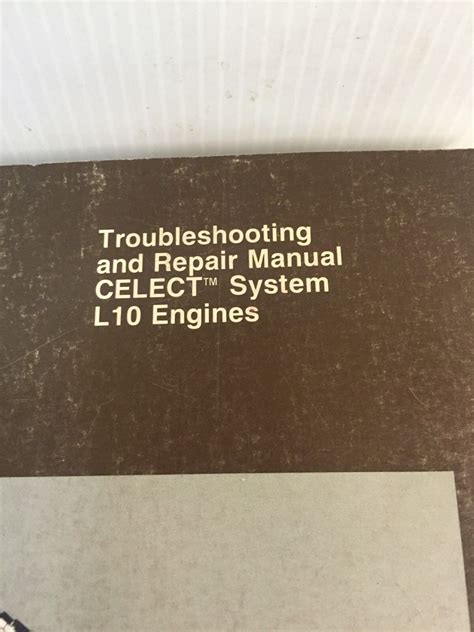 Troubleshooting
and Repair Manual
CELECT™ System
L10 Engines